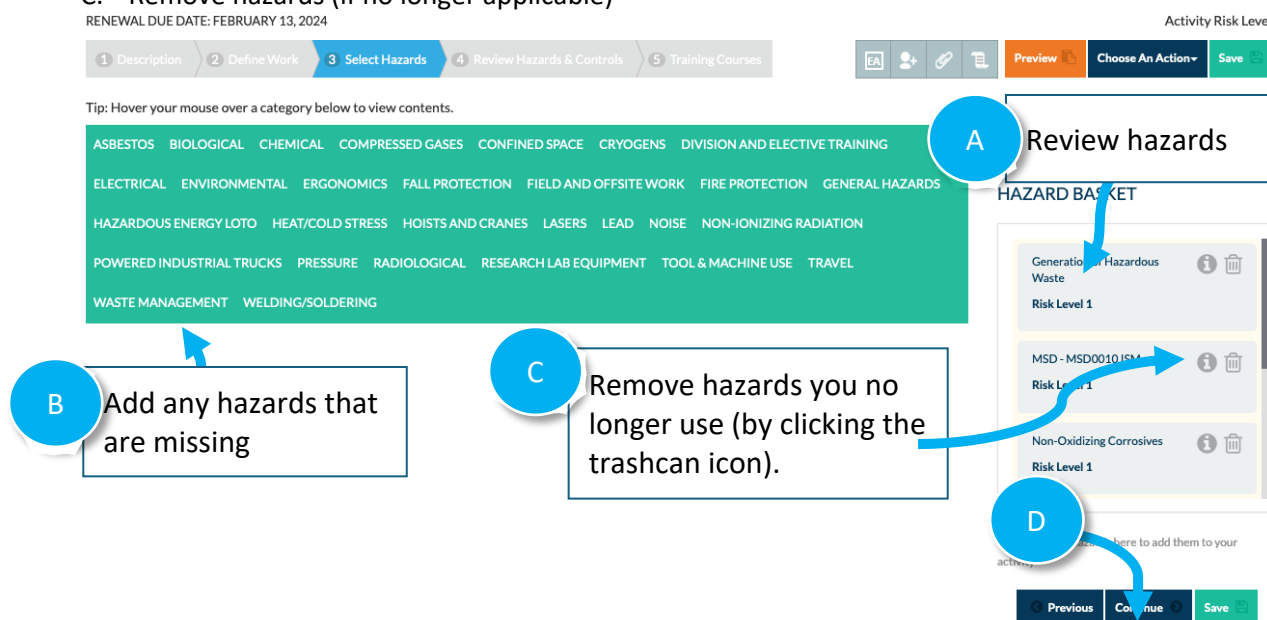 C. Remove hazards (if no longer applicable)
RENEWAL DUE DATE: FEBRUARY 13, 2024
Activity Risk Leve
1 Description
2 Define Work
3 Select Hazards
4 Review Hazards & Controls
5 Training Courses
EA
Preview
Choose An Action
Save
Tip: Hover your mouse over a category below to view contents.
ASBESTOS BIOLOGICAL CHEMICAL COMPRESSED GASES CONFINED SPACE CRYOGENS DIVISION AND ELECTIVE TRAINING
ELECTRICAL ENVIRONMENTAL ERGONOMICS FALL PROTECTION FIELD AND OFFSITE WORK FIRE PROTECTION GENERAL HAZARDS
HAZARDOUS ENERGY LOTO HEAT/COLD STRESS HOISTS AND CRANES LASERS LEAD NOISE NON-IONIZING RADIATION
POWERED INDUSTRIAL TRUCKS PRESSURE RADIOLOGICAL RESEARCH LAB EQUIPMENT TOOL & MACHINE USE TRAVEL
WASTE MANAGEMENT WELDING/SOLDERING
A
Review hazards
HAZARD BASKET
Generation of Hazardous
Waste
Risk Level 1
MSD - MSD0010 ISM
Risk Level 1
Non-Oxidizing Corrosives
Risk Level 1
B
Add any hazards that
are missing
C
Remove hazards you no
longer use (by clicking the
trashcan icon).
D
here to add them to your
activity
Previous
Continue
Save